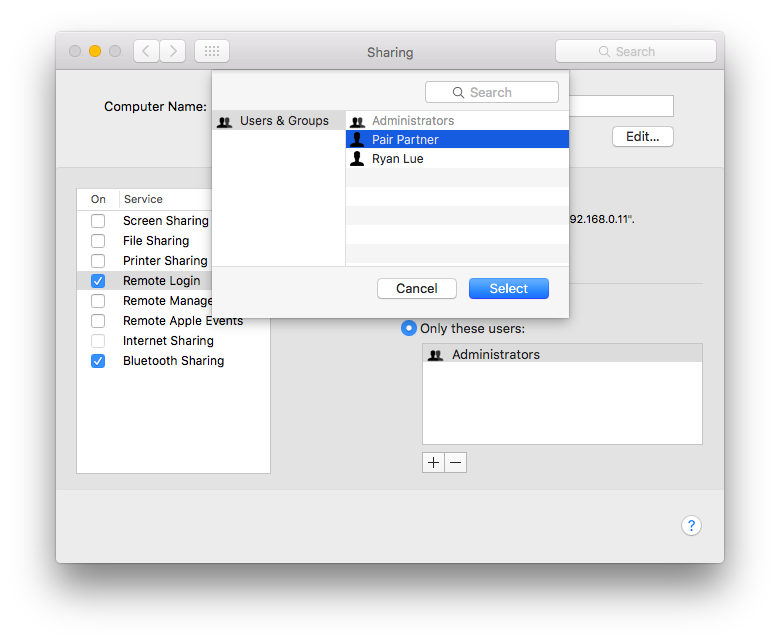 Sharing
Search
Search
Computer Name:
Users & Groups
Administrators
Pair Partner
Ryan Lue
Edit...
On
Service
Screen Sharing
92.168.0.11".
File Sharing
Printer Sharing
Remote Login
Cancel
Select
Remote Manage
Remote Apple Events
Only these users:
Internet Sharing
Bluetooth Sharing
Administrators
+
−
?